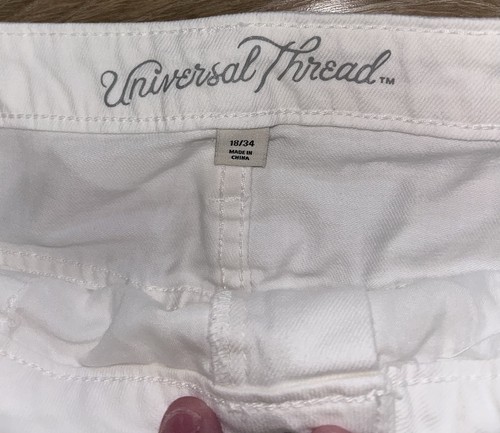 Universal Thread™
18/34
MADE IN
CHINA